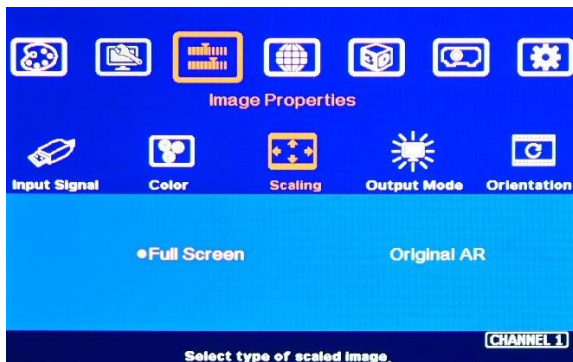 3D
Image Properties
Input Signal Color Scaling Output Mode Orientation
Full Screen Original AR
CHANNEL 1
Select type of scaled image.